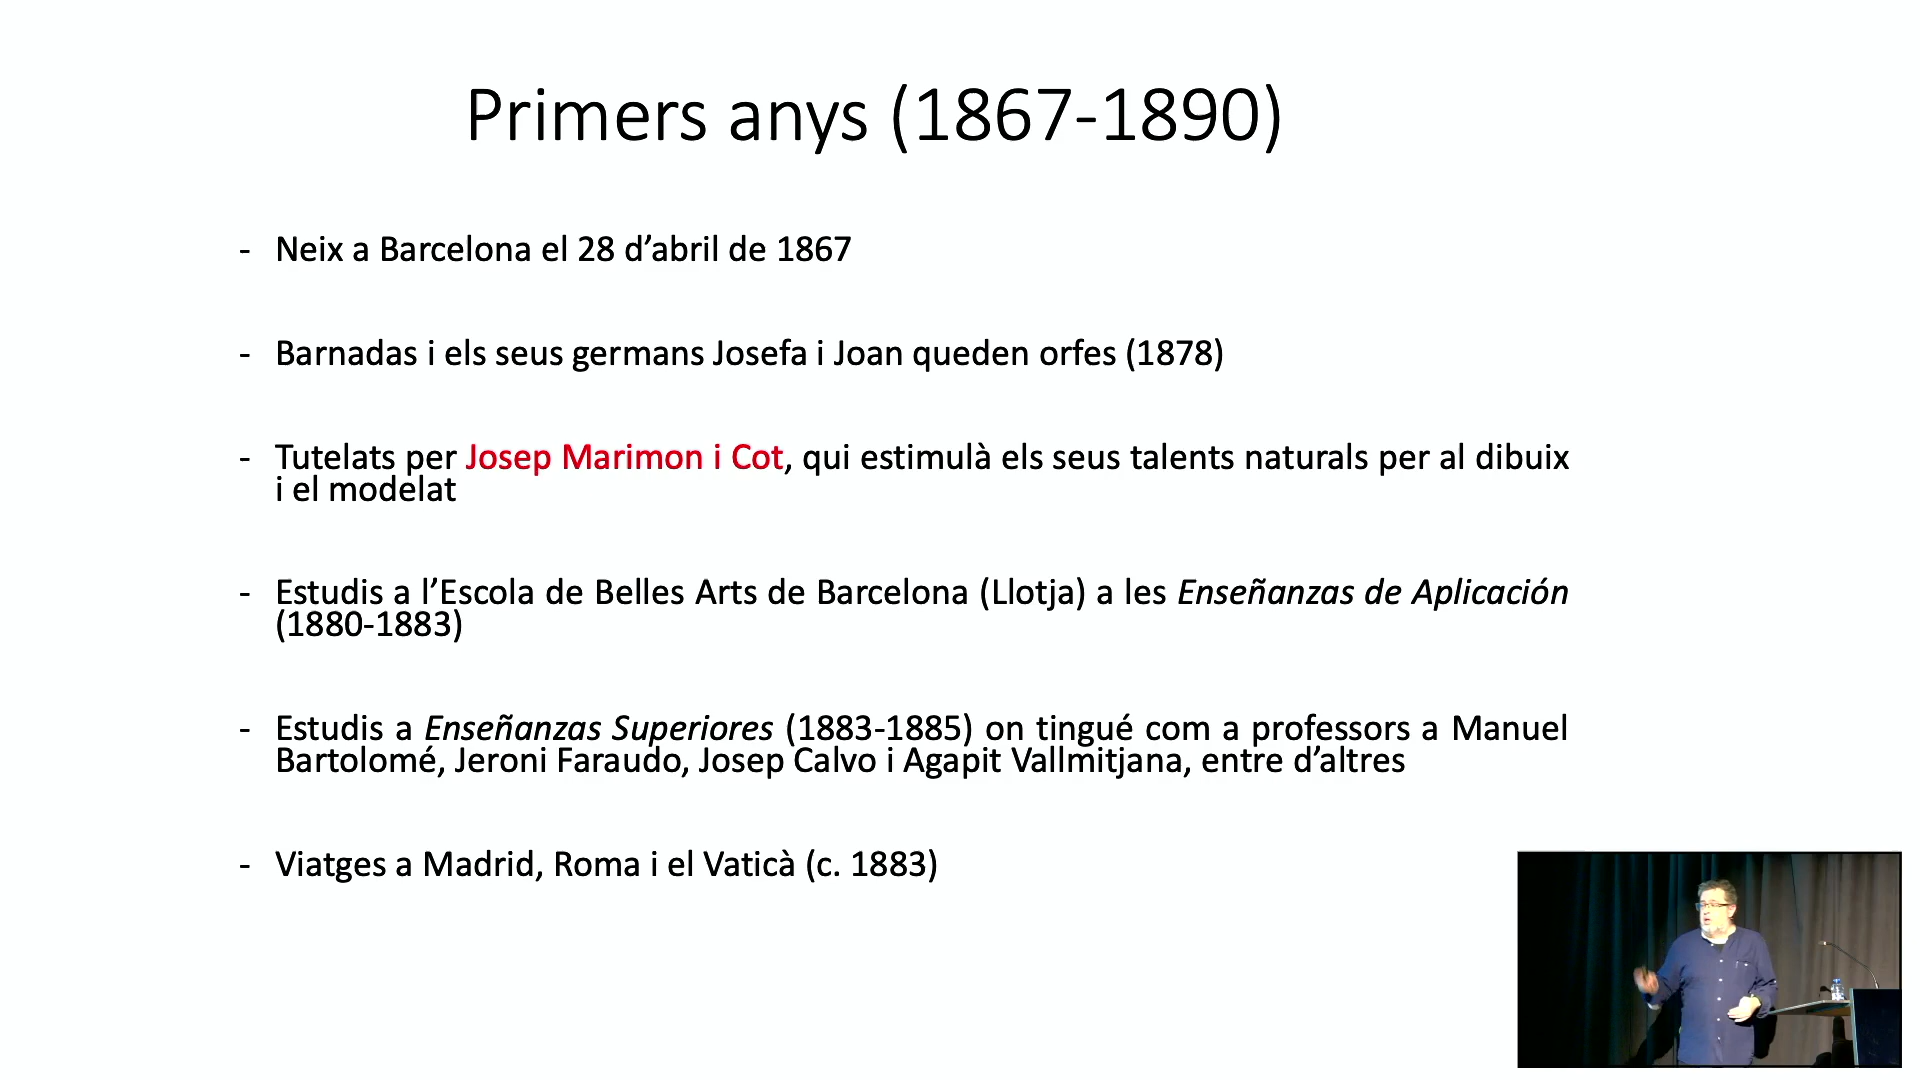 Primers anys (1867-1890)
- Neix a Barcelona el 28 d’abril de 1867
- Barnadas i els seus germans Josefa i Joan queden orfes (1878)
- Tutelats per Josep Marimon i Cot, qui estimulà els seus talents naturals per al dibuix
i el modelat
- Estudis a l’Escola de Belles Arts de Barcelona (Llotja) a les Enseñanzas de Aplicación
(1880-1883)
- Estudis a Enseñanzas Superiores (1883-1885) on tingué com a professors a Manuel
Bartolomé, Jeroni Faraudo, Josep Calvo i Agapit Vallmitjana, entre d’altres
- Viatges a Madrid, Roma i el Vaticà (c. 1883)